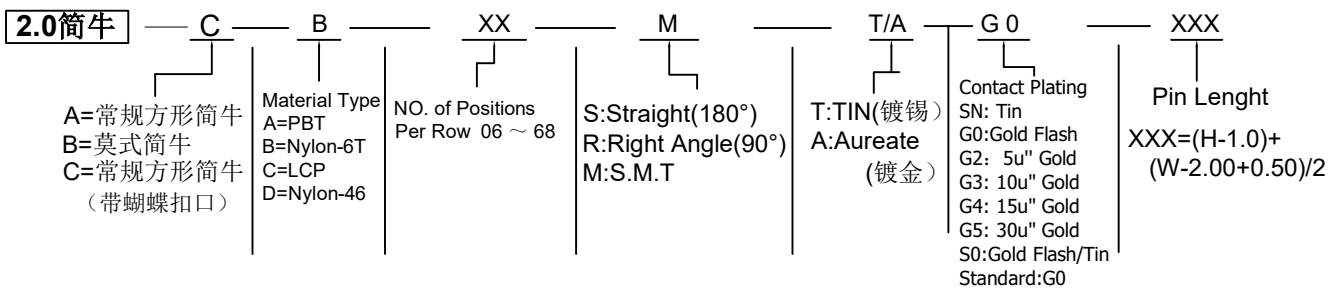 2.0简牛 C B XX M T/A G 0 XXX
A=常规方形简牛
B=莫式简牛
C=常规方形简牛
(带蝴蝶扣口)
Material Type
A=PBT
B=Nylon-6T
C=LCP
D=Nylon-46
NO. of Positions
Per Row 06 ~ 68
S:Straight(180°)
R:Right Angle(90°)
M:S.M.T
T:TIN(镀锡)
A:Aureate
(镀金)
Contact Plating
SN: Tin
G0:Gold Flash
G2: 5u" Gold
G3: 10u" Gold
G4: 15u" Gold
G5: 30u" Gold
S0:Gold Flash/Tin
Standard:G0
Pin Lenght
XXX=(H-1.0)+
(W-2.00+0.50)/2